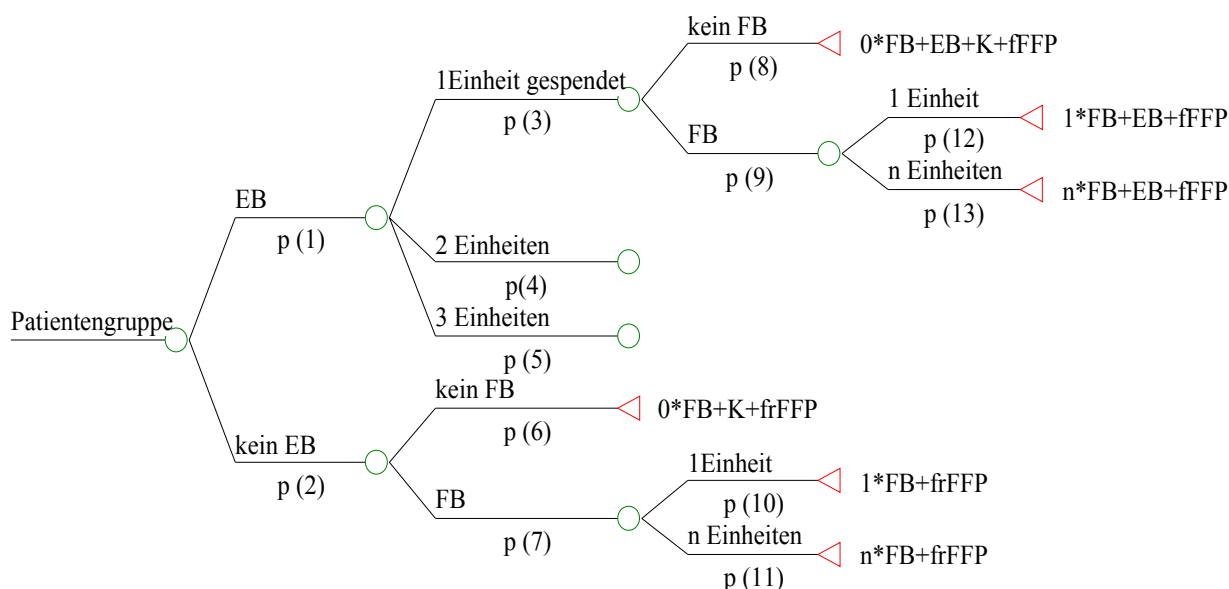 kein FB
0*FB+EB+K+fFFP
p (8)
1Einheit gespendet
p (3)
1 Einheit
1*FB+EB+fFFP
p (12)
FB
p (9)
n Einheiten
n*FB+EB+fFFP
p (13)
EB
p (1)
2 Einheiten
p(4)
3 Einheiten
p (5)
Patientengruppe
kein FB
0*FB+K+frFFP
p (6)
kein EB
p (2)
1Einheit
1*FB+frFFP
p (10)
FB
p (7)
n Einheiten
n*FB+frFFP
p (11)